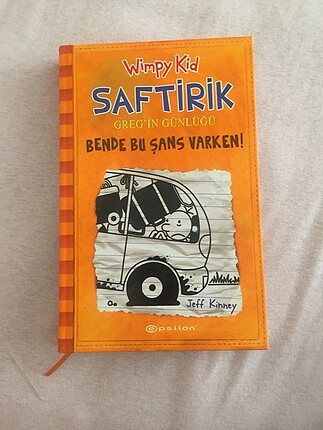 Wimpy Kid
SAFTİRİK
GREG'İN GÜNLÜĞÜ
BENDE BU ŞANS VARKEN!
Jeff Kinney
epsilon